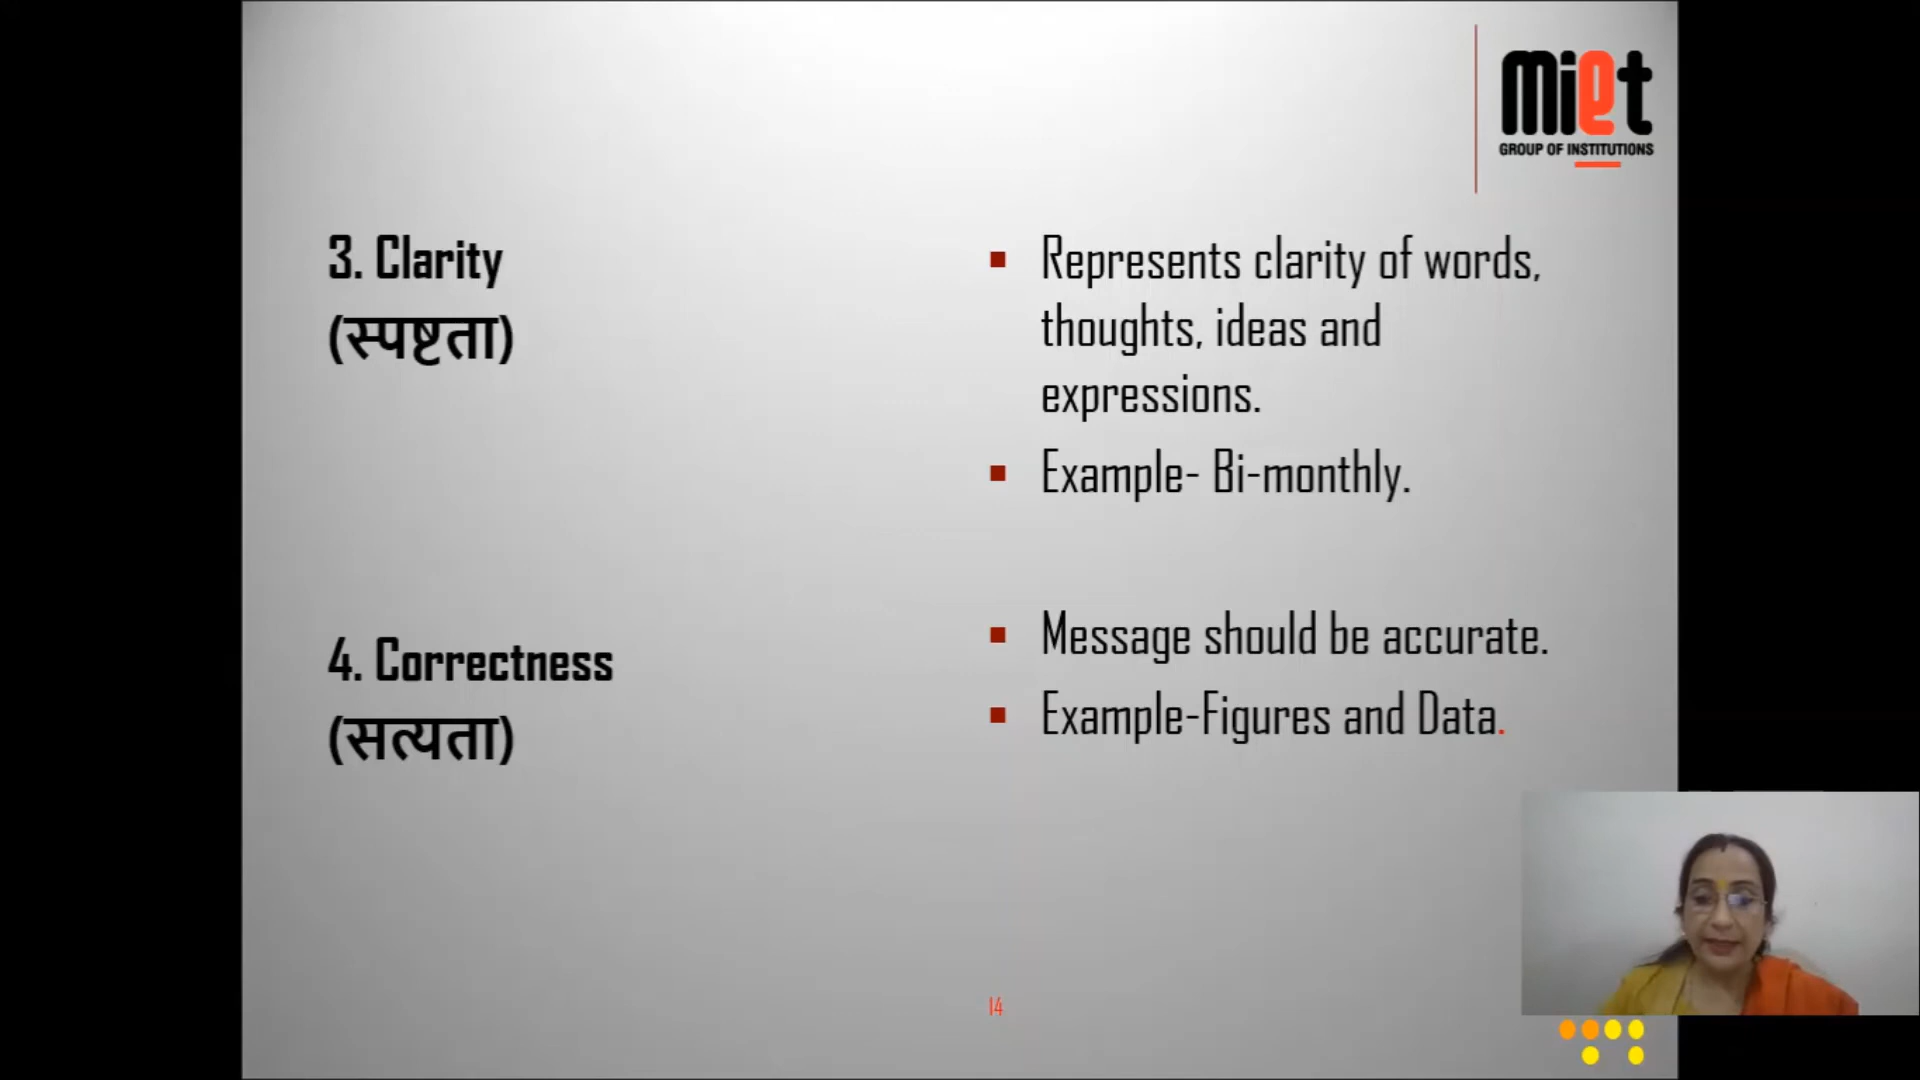 miet
GROUP OF INSTITUTIONS
3. Clarity
(स्पष्टता)
Represents clarity of words,
thoughts, ideas and
expressions.
Example- Bi-monthly.
4. Correctness
(सत्यता)
Message should be accurate.
Example-Figures and Data.
14